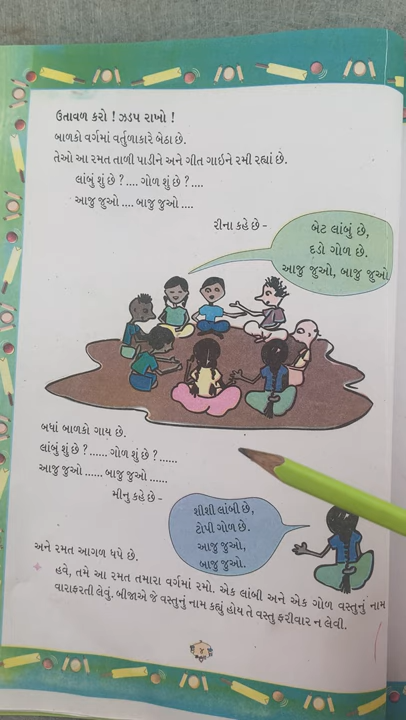 ઉતાવળ કરો ! ઝડપ રાખો !
બાળકો વર્ગમાં વર્તુળાકારે બેઠા છે.
તેઓ આ રમત તાળી પાડીને અને ગીત ગાઈને રમી રહ્યાં છે.
લાંબું શું છે ?.... ગોળ શું છે ?....
આજુ જુઓ .... બાજુ જુઓ ....
રીના કહે છે -
બેટ લાંબું છે,
દડો ગોળ છે.
આજુ જુઓ, બાજુ જુઓ
બધાં બાળકો ગાય છે.
લાંબું શું છે ?...... ગોળ શું છે ?......
આજુ જુઓ ...... બાજુ જુઓ ......
મીનુ કહે છે -
શીશી લાંબી છે,
ટોપી ગોળ છે.
આજુ જુઓ,
બાજુ જુઓ.
અને રમત આગળ ધપે છે.
હવે, તમે આ રમત તમારા વર્ગમાં રમો. એક લાંબી અને એક ગોળ વસ્તુનું નામ
વારાફરતી લેવું. બીજાએ જે વસ્તુનું નામ કહ્યું હોય તે વસ્તુ ફરીવાર ન લેવી.
૪